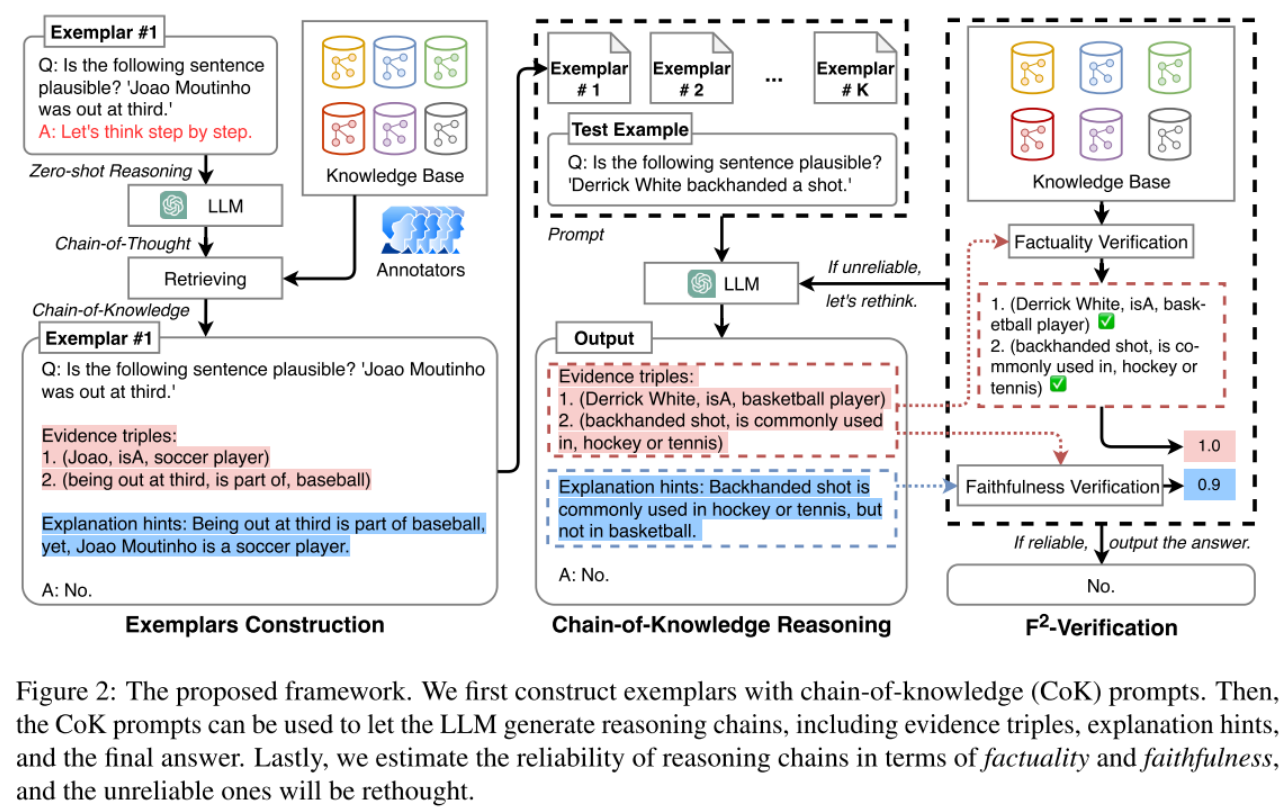 Exemplar #1
Q: Is the following sentence
plausible? 'Joao Moutinho
was out at third.'
A: Let's think step by step.
Zero-shot Reasoning
LLM
Chain-of-Thought
Retrieving
Chain-of-Knowledge
Knowledge Base
Annotators
Exemplar #1
Q: Is the following sentence plausible? 'Joao Moutinho
was out at third.'
Evidence triples:
1. (Joao, isA, soccer player)
2. (being out at third, is part of, baseball)
Explanation hints: Being out at third is part of baseball,
yet, Joao Moutinho is a soccer player.
A: No.
Exemplars Construction
Exemplar
# 1
Exemplar
# 2
...
Exemplar
# K
Test Example
Q: Is the following sentence plausible?
'Derrick White backhanded a shot.'
Prompt
LLM
If unreliable,
let's rethink.
Output
Evidence triples:
1. (Derrick White, isA, basketball player)
2. (backhanded shot, is commonly used
in, hockey or tennis)
Explanation hints: Backhanded shot is
commonly used in hockey or tennis, but
not in basketball.
A: No.
Chain-of-Knowledge Reasoning
Knowledge Base
Factuality Verification
1. (Derrick White, isA, bask-
etball player)
2. (backhanded shot, is co-
mmonly used in, hockey or
tennis)
1.0
Faithfulness Verification
0.9
If reliable, output the answer.
No.
F²-Verification
Figure 2: The proposed framework. We first construct exemplars with chain-of-knowledge (CoK) prompts. Then,
the CoK prompts can be used to let the LLM generate reasoning chains, including evidence triples, explanation hints,
and the final answer. Lastly, we estimate the reliability of reasoning chains in terms of factuality and faithfulness,
and the unreliable ones will be rethought.